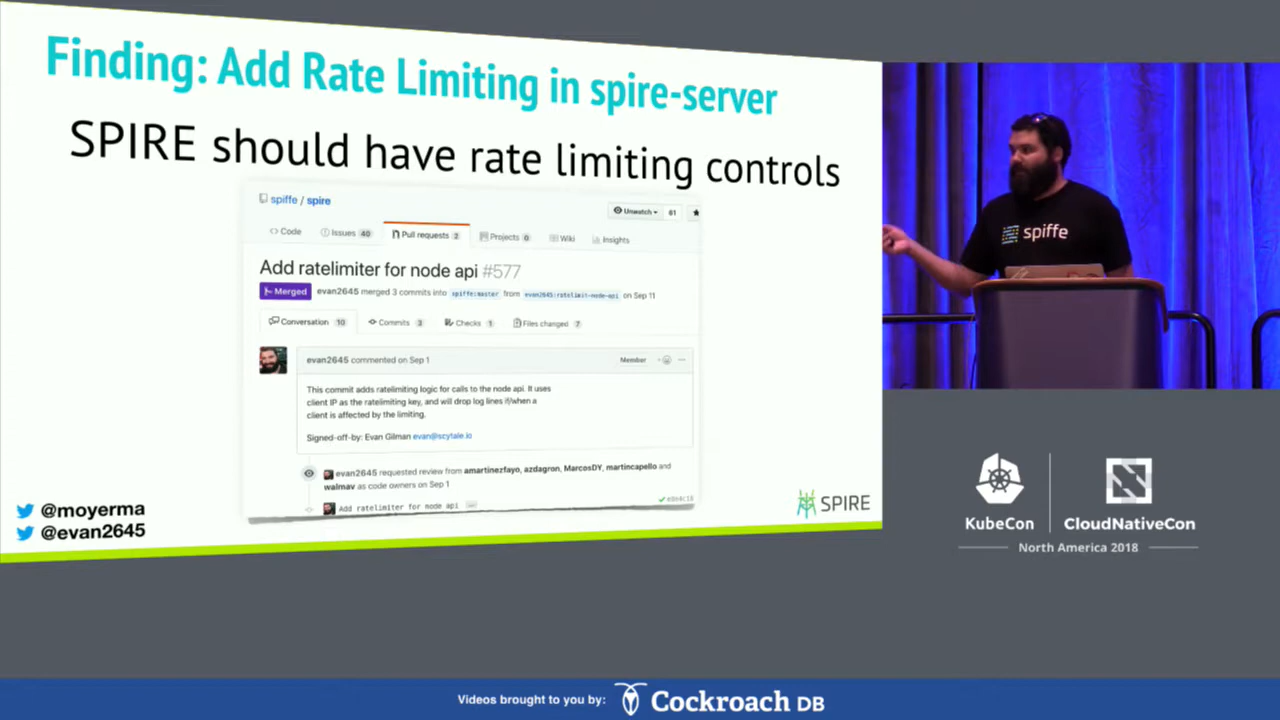 Finding: Add Rate Limiting in spire-server
SPIRE should have rate limiting controls
spiffe / spire
Unwatch 81
Code Issues 40 Pull requests 2 Projects 0 Wiki Insights
Add ratelimiter for node api #577
Merged evan2645 merged 3 commits into spiffe:master from evan2645:ratelimit-node-api on Sep 11
Conversation 10 Commits 3 Checks 1 Files changed 7
evan2645 commented on Sep 1 Member
This commit adds ratelimiting logic for calls to the node api. It uses
client IP as the ratelimiting key, and will drop log lines if/when a
client is affected by the limiting.
Signed-off-by: Evan Gilman evan@scytale.io
evan2645 requested review from amartinezfayo, azdagron, MarcosDY, martincapello and
walmav as code owners on Sep 1
Add ratelimiter for node api
@moyerma
@evan2645
SPIRE
spiffe
KubeCon CloudNativeCon
North America 2018
Videos brought to you by: Cockroach DB